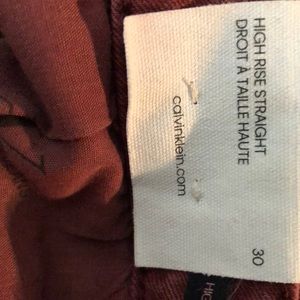 HIGH RISE STRAIGHT
DROIT À TAILLE HAUTE
30
calvinklein.com